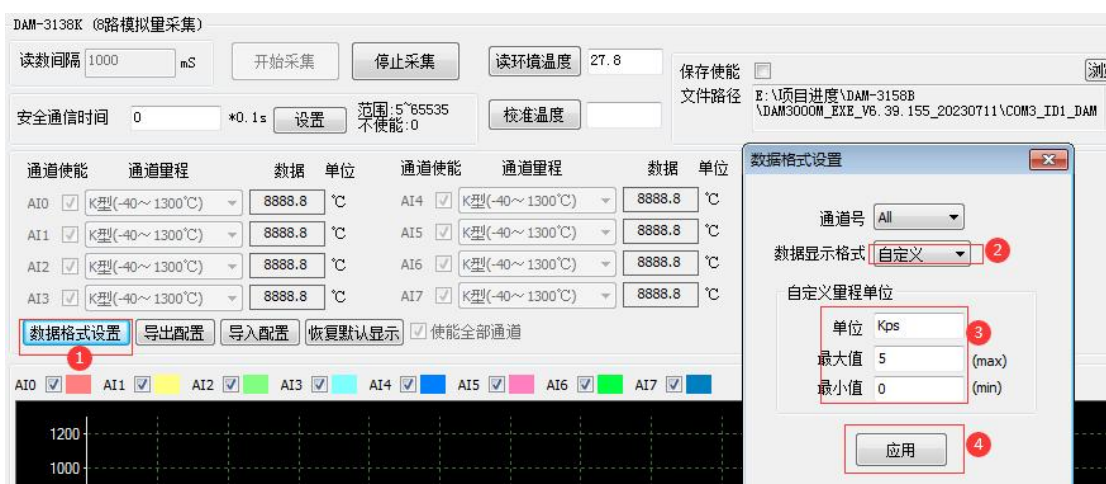 DAM-3138K (8路模拟量采集)
读数间隔 1000 mS 开始采集 停止采集 读环境温度 27.8
保存使能
文件路径 E:\项目进度\DAM-3158B
\DAM3000M_EXE_V6.39.155_20230711\COM3_ID1_DAM
安全通信时间 0 *0.1s 设置 范围:5~65535
不使能:0
校准温度
通道使能 通道量程 数据 单位 通道使能 通道量程 数据 单位
AI0 K型(-40~1300℃) 8888.8 ℃ AI4 K型(-40~1300℃) 8888.8 ℃
AI1 K型(-40~1300℃) 8888.8 ℃ AI5 K型(-40~1300℃) 8888.8 ℃
AI2 K型(-40~1300℃) 8888.8 ℃ AI6 K型(-40~1300℃) 8888.8 ℃
AI3 K型(-40~1300℃) 8888.8 ℃ AI7 K型(-40~1300℃) 8888.8 ℃
数据格式设置 导出配置 导入配置 恢复默认显示 使能全部通道
1
AI0 AI1 AI2 AI3 AI4 AI5 AI6 AI7
1200
1000
数据格式设置
通道号 All
数据显示格式 自定义 2
自定义量程单位
单位 Kps 3
最大值 5 (max)
最小值 0 (min)
应用 4